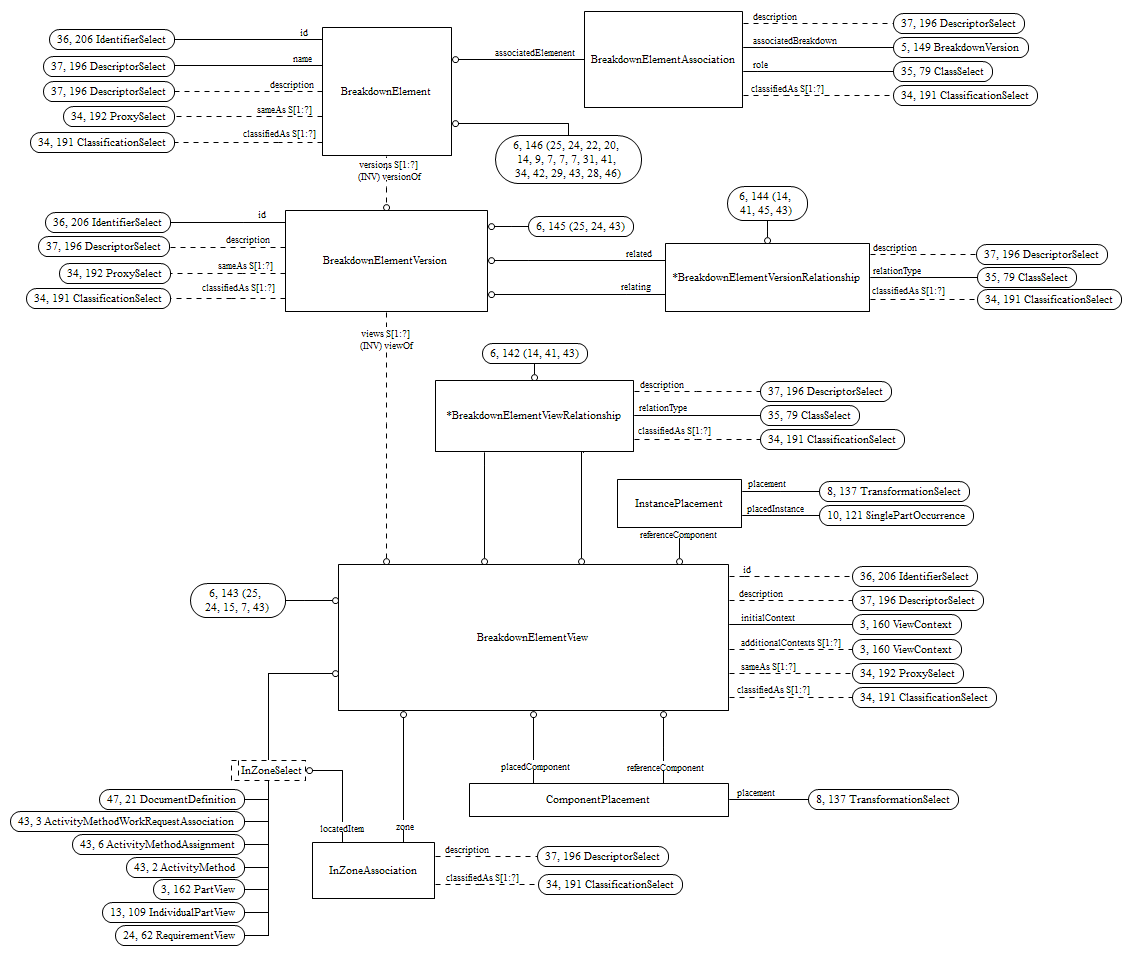 description
37, 196 DescriptorSelect
36, 206 IdentifierSelect
id
associatedElemenent
BreakdownElementAssociation
associatedBreakdown
5, 149 BreakdownVersion
37, 196 DescriptorSelect
name
role
35, 79 ClassSelect
37, 196 DescriptorSelect
description
BreakdownElement
classifiedAs S[1:?]
34, 191 ClassificationSelect
34, 192 ProxySelect
sameAs S[1:?]
34, 191 ClassificationSelect
classifiedAs S[1:?]
6, 146 (25, 24, 22, 20,
14, 9, 7, 7, 7, 31, 41,
34, 42, 29, 43, 28, 46)
versions S[1:?]
(INV) versionOf
6, 144 (14,
41, 45, 43)
36, 206 IdentifierSelect
id
6, 145 (25, 24, 43)
37, 196 DescriptorSelect
description
BreakdownElementVersion
related
*BreakdownElementVersionRelationship
description
37, 196 DescriptorSelect
34, 192 ProxySelect
sameAs S[1:?]
relationType
35, 79 ClassSelect
34, 191 ClassificationSelect
classifiedAs S[1:?]
relating
classifiedAs S[1:?]
34, 191 ClassificationSelect
views S[1:?]
(INV) viewOf
6, 142 (14, 41, 43)
*BreakdownElementViewRelationship
description
37, 196 DescriptorSelect
relationType
35, 79 ClassSelect
classifiedAs S[1:?]
34, 191 ClassificationSelect
InstancePlacement
placement
8, 137 TransformationSelect
placedInstance
10, 121 SinglePartOccurrence
referenceComponent
6, 143 (25,
24, 15, 7, 43)
BreakdownElementView
id
36, 206 IdentifierSelect
description
37, 196 DescriptorSelect
initialContext
3, 160 ViewContext
additionalContexts S[1:?]
3, 160 ViewContext
sameAs S[1:?]
34, 192 ProxySelect
classifiedAs S[1:?]
34, 191 ClassificationSelect
InZoneSelect
placedComponent
referenceComponent
ComponentPlacement
placement
8, 137 TransformationSelect
47, 21 DocumentDefinition
43, 3 ActivityMethodWorkRequestAssociation
locatedItem
zone
43, 6 ActivityMethodAssignment
43, 2 ActivityMethod
InZoneAssociation
description
37, 196 DescriptorSelect
classifiedAs S[1:?]
34, 191 ClassificationSelect
3, 162 PartView
13, 109 IndividualPartView
24, 62 RequirementView